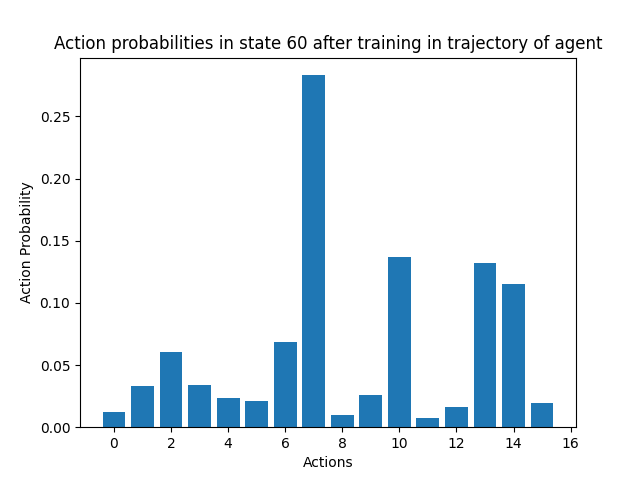 Action probabilities in state 60 after training in trajectory of agent
0.25
0.20
0.15
0.10
0.05
0.00
Action Probability
0 2 4 6 8 10 12 14 16
Actions